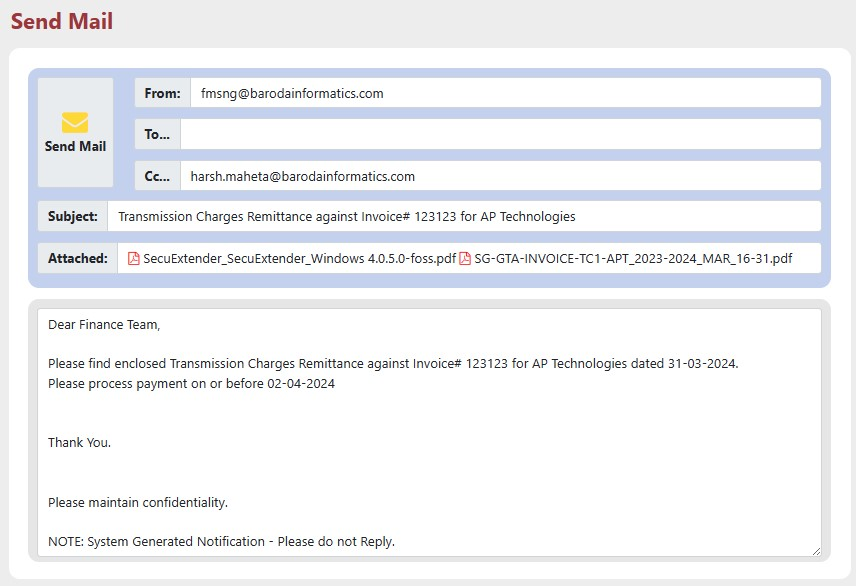 Send Mail
Send Mail
From: fmsng@barodainformatics.com
To...
Cc... harsh.maheta@barodainformatics.com
Subject: Transmission Charges Remittance against Invoice# 123123 for AP Technologies
Attached: SecuExtender_SecuExtender_Windows 4.0.5.0-foss.pdf SG-GTA-INVOICE-TC1-APT_2023-2024_MAR_16-31.pdf
Dear Finance Team,
Please find enclosed Transmission Charges Remittance against Invoice# 123123 for AP Technologies dated 31-03-2024.
Please process payment on or before 02-04-2024
Thank You.
Please maintain confidentiality.
NOTE: System Generated Notification - Please do not Reply.